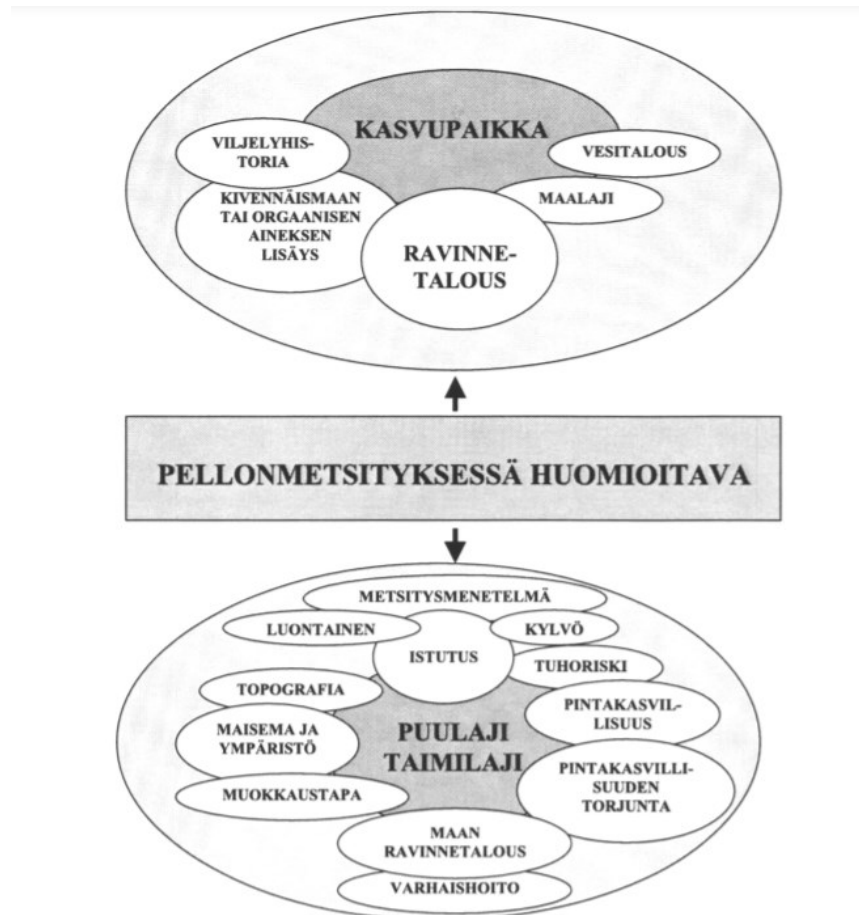 KASVUPAIKKA
VILJELYHIS-
TORIA
VESITALOUS
KIVENNÄISMAAN
TAI ORGAANISEN
AINEKSEN
LISÄYS
MAALAJI
RAVINNE-
TALOUS
PELLONMETSITYKSESSÄ HUOMIOITAVA
METSITYSMENETELMÄ
LUONTAINEN
KYLVÖ
ISTUTUS
TUHORISKI
TOPOGRAFIA
PINTAKASVIL-
LISUUS
MAISEMA JA
YMPÄRISTÖ
PUULAJI
TAIMILAJI
PINTAKASVILLI-
SUUDEN
TORJUNTA
MUOKKAUSTAPA
MAAN
RAVINNETALOUS
VARHAISHOITO